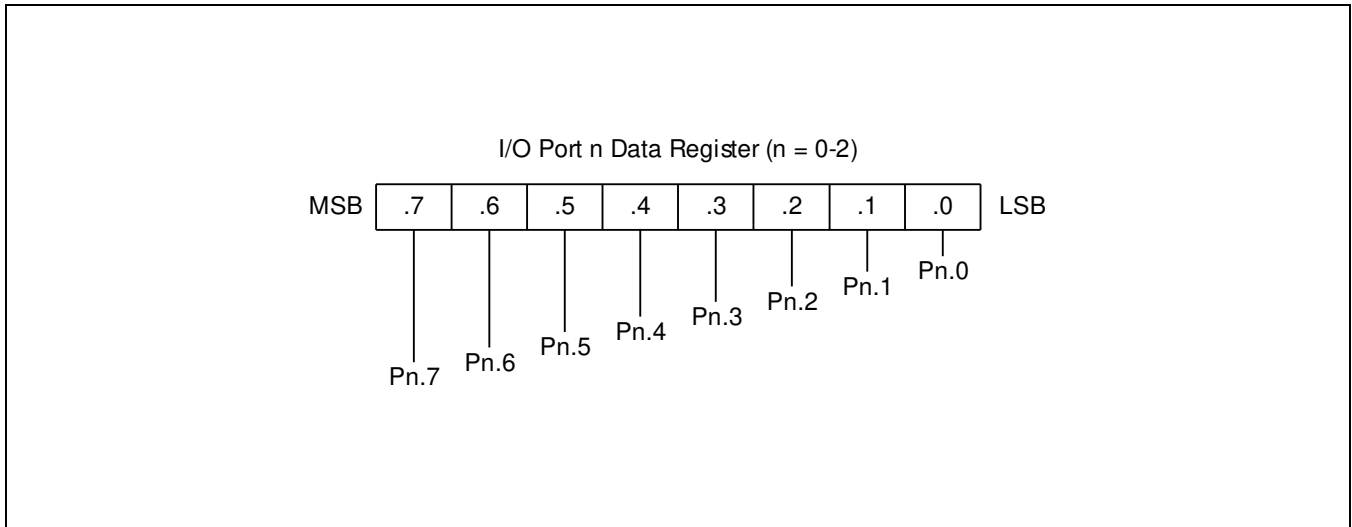 I/O Port n Data Register (n = 0-2)
MSB .7 .6 .5 .4 .3 .2 .1 .0 LSB
Pn.0
Pn.1
Pn.2
Pn.3
Pn.4
Pn.5
Pn.6
Pn.7